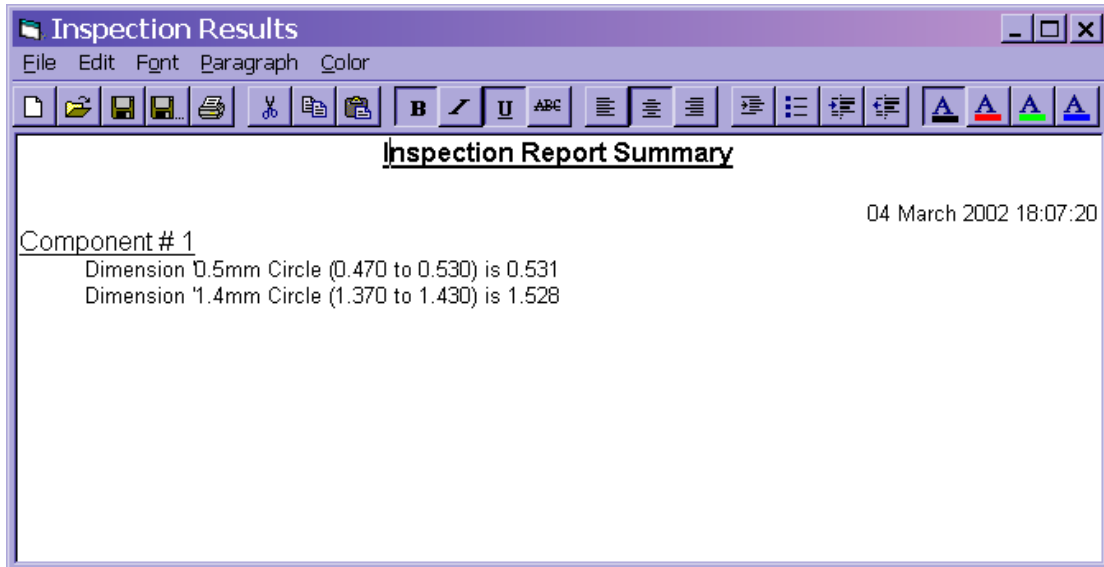 Inspection Results
File Edit Font Paragraph Color
B I U ABC A A A A
Inspection Report Summary
04 March 2002 18:07:20
Component # 1
Dimension '0.5mm Circle (0.470 to 0.530) is 0.531
Dimension '1.4mm Circle (1.370 to 1.430) is 1.528